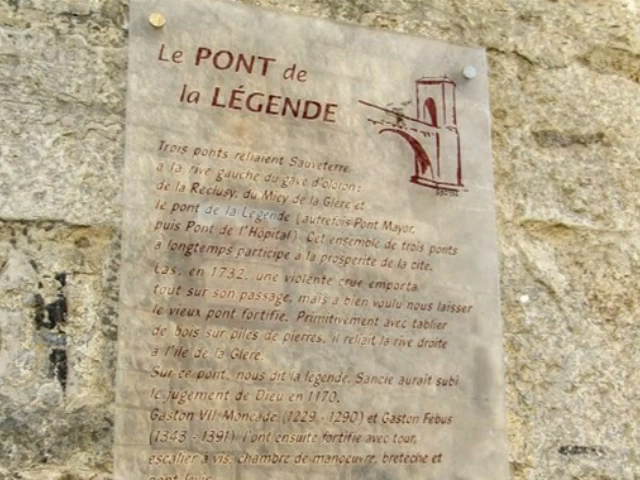 Le PONT de
la LÉGENDE
Trois ponts reliaient Sauveterre
à la rive gauche du gave d'oloron:
de la Reclusy, du Miey de la Glère et
le pont de la Légende (autrefois Pont Mayor,
puis Pont de l'Hôpital). Cet ensemble de trois ponts
a longtemps participé à la prospérité de la cité.
Las, en 1732, une violente crue emporta
tout sur son passage, mais a bien voulu nous laisser
le vieux pont fortifié. Primitivement avec tablier
de bois sur piles de pierres, il reliait la rive droite
à l'île de la Glère.
Sur ce pont, nous dit la légende, Sancie aurait subi
le jugement de Dieu en 1170.
Gaston VII Moncade (1229 - 1290) et Gaston Fébus
(1343 - 1391) l'ont ensuite fortifié avec tour,
escalier à vis, chambre de manoeuvre, bretèche et
pont-levis.